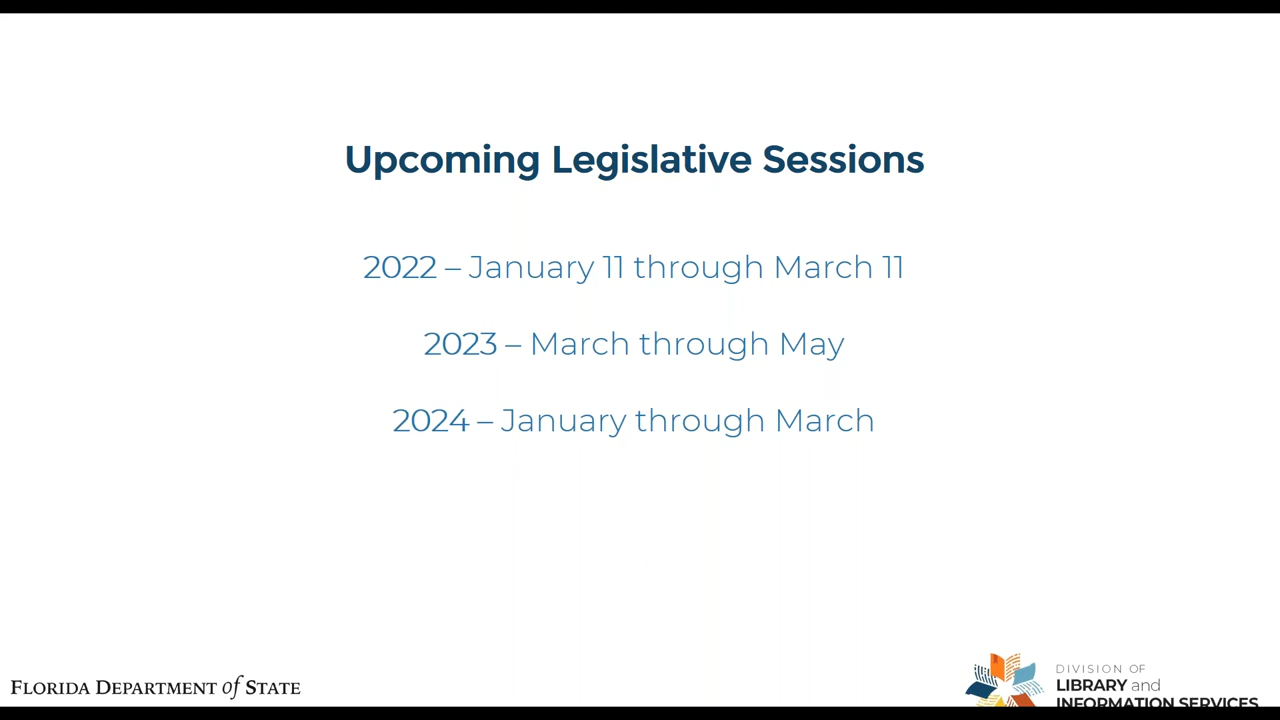 Upcoming Legislative Sessions
2022 – January 11 through March 11
2023 – March through May
2024 – January through March
FLORIDA DEPARTMENT of STATE
DIVISION OF
LIBRARY and
INFORMATION SERVICES